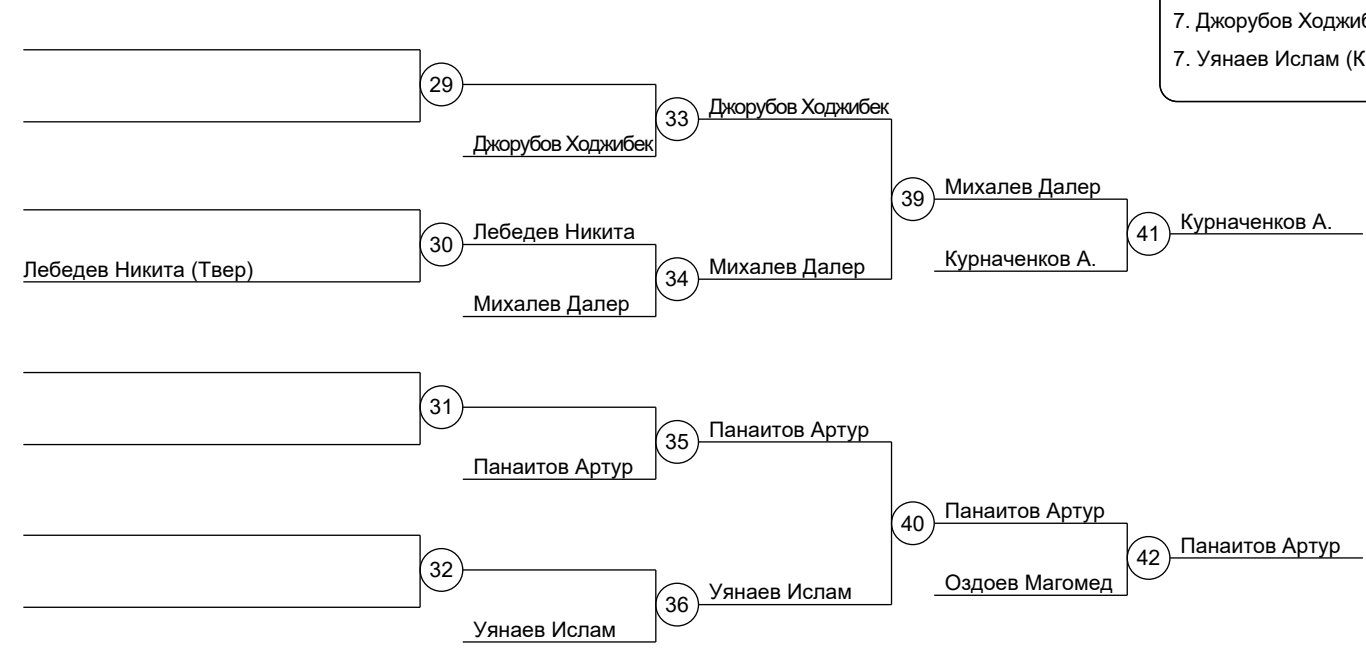 7. Джорубов
7. Уянаев Ислам
29
33
Джорубов Ходжибек
Джорубов Ходжибек
39
Михалев Далер
30
Лебедев Никита
41
Курначенков А.
Лебедев Никита (Твер)
34
Михалев Далер
Курначенков А.
Михалев Далер
31
35
Панаитов Артур
Панаитов Артур
40
Панаитов Артур
32
42
Панаитов Артур
36
Уянаев Ислам
Оздоев Магомед
Уянаев Ислам